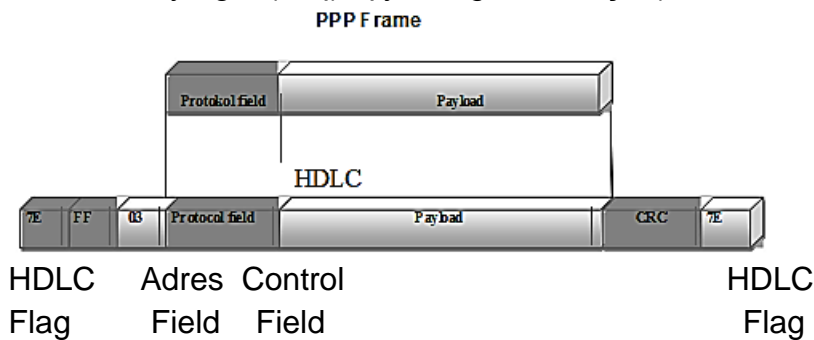 PPP Frame
Protokol field Payload
HDLC
7E FF 03 Protocol field Payload CRC 7E
HDLC Adres Control HDLC
Flag Field Field Flag